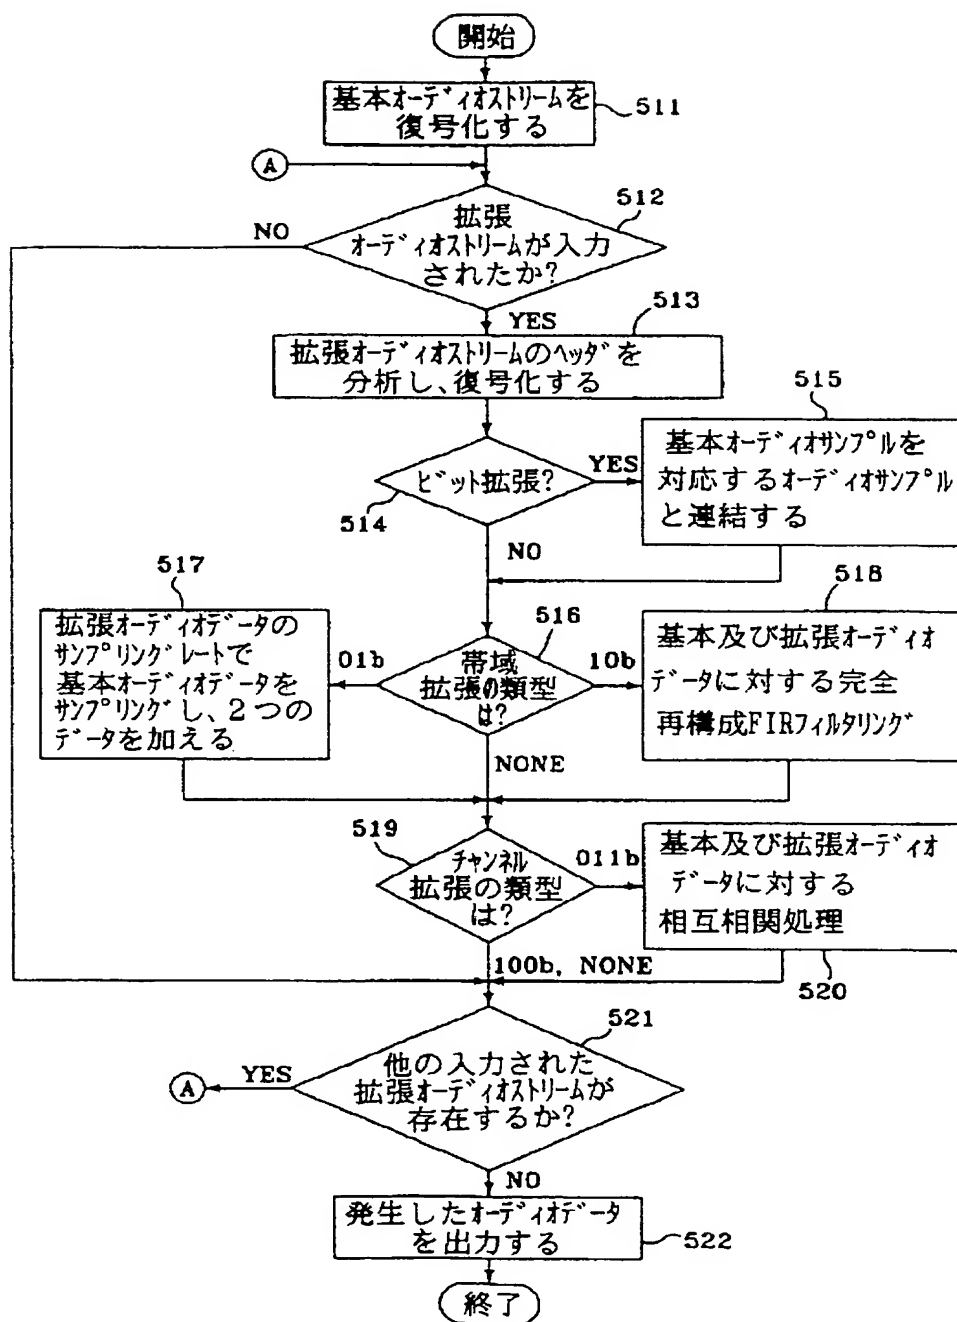 開始
基本オーディオストリームを
復号化する
511
A
512
拡張
オーディオストリームが入力
されたか?
NO
YES
513
拡張オーディオストリームのヘッダを
分析し、復号化する
515
基本オーディオサンプルを
対応するオーディオサンプル
と連結する
ビット拡張?
YES
514
NO
517
518
拡張オーディオデータの
サンプリングレートで
基本オーディオデータを
サンプリングし、2つの
データを加える
01b
516
帯域
拡張の類型
は?
10b
基本及び拡張オーディオ
データに対する完全
再構成FIRフィルタリング
NONE
519
チャンネル
拡張の類型
は?
011b
基本及び拡張オーディオ
データに対する
相互相関処理
100b, NONE
520
521
他の入力された
拡張オーディオストリームが
存在するか?
YES
A
NO
発生したオーディオデータ
を出力する
522
終了